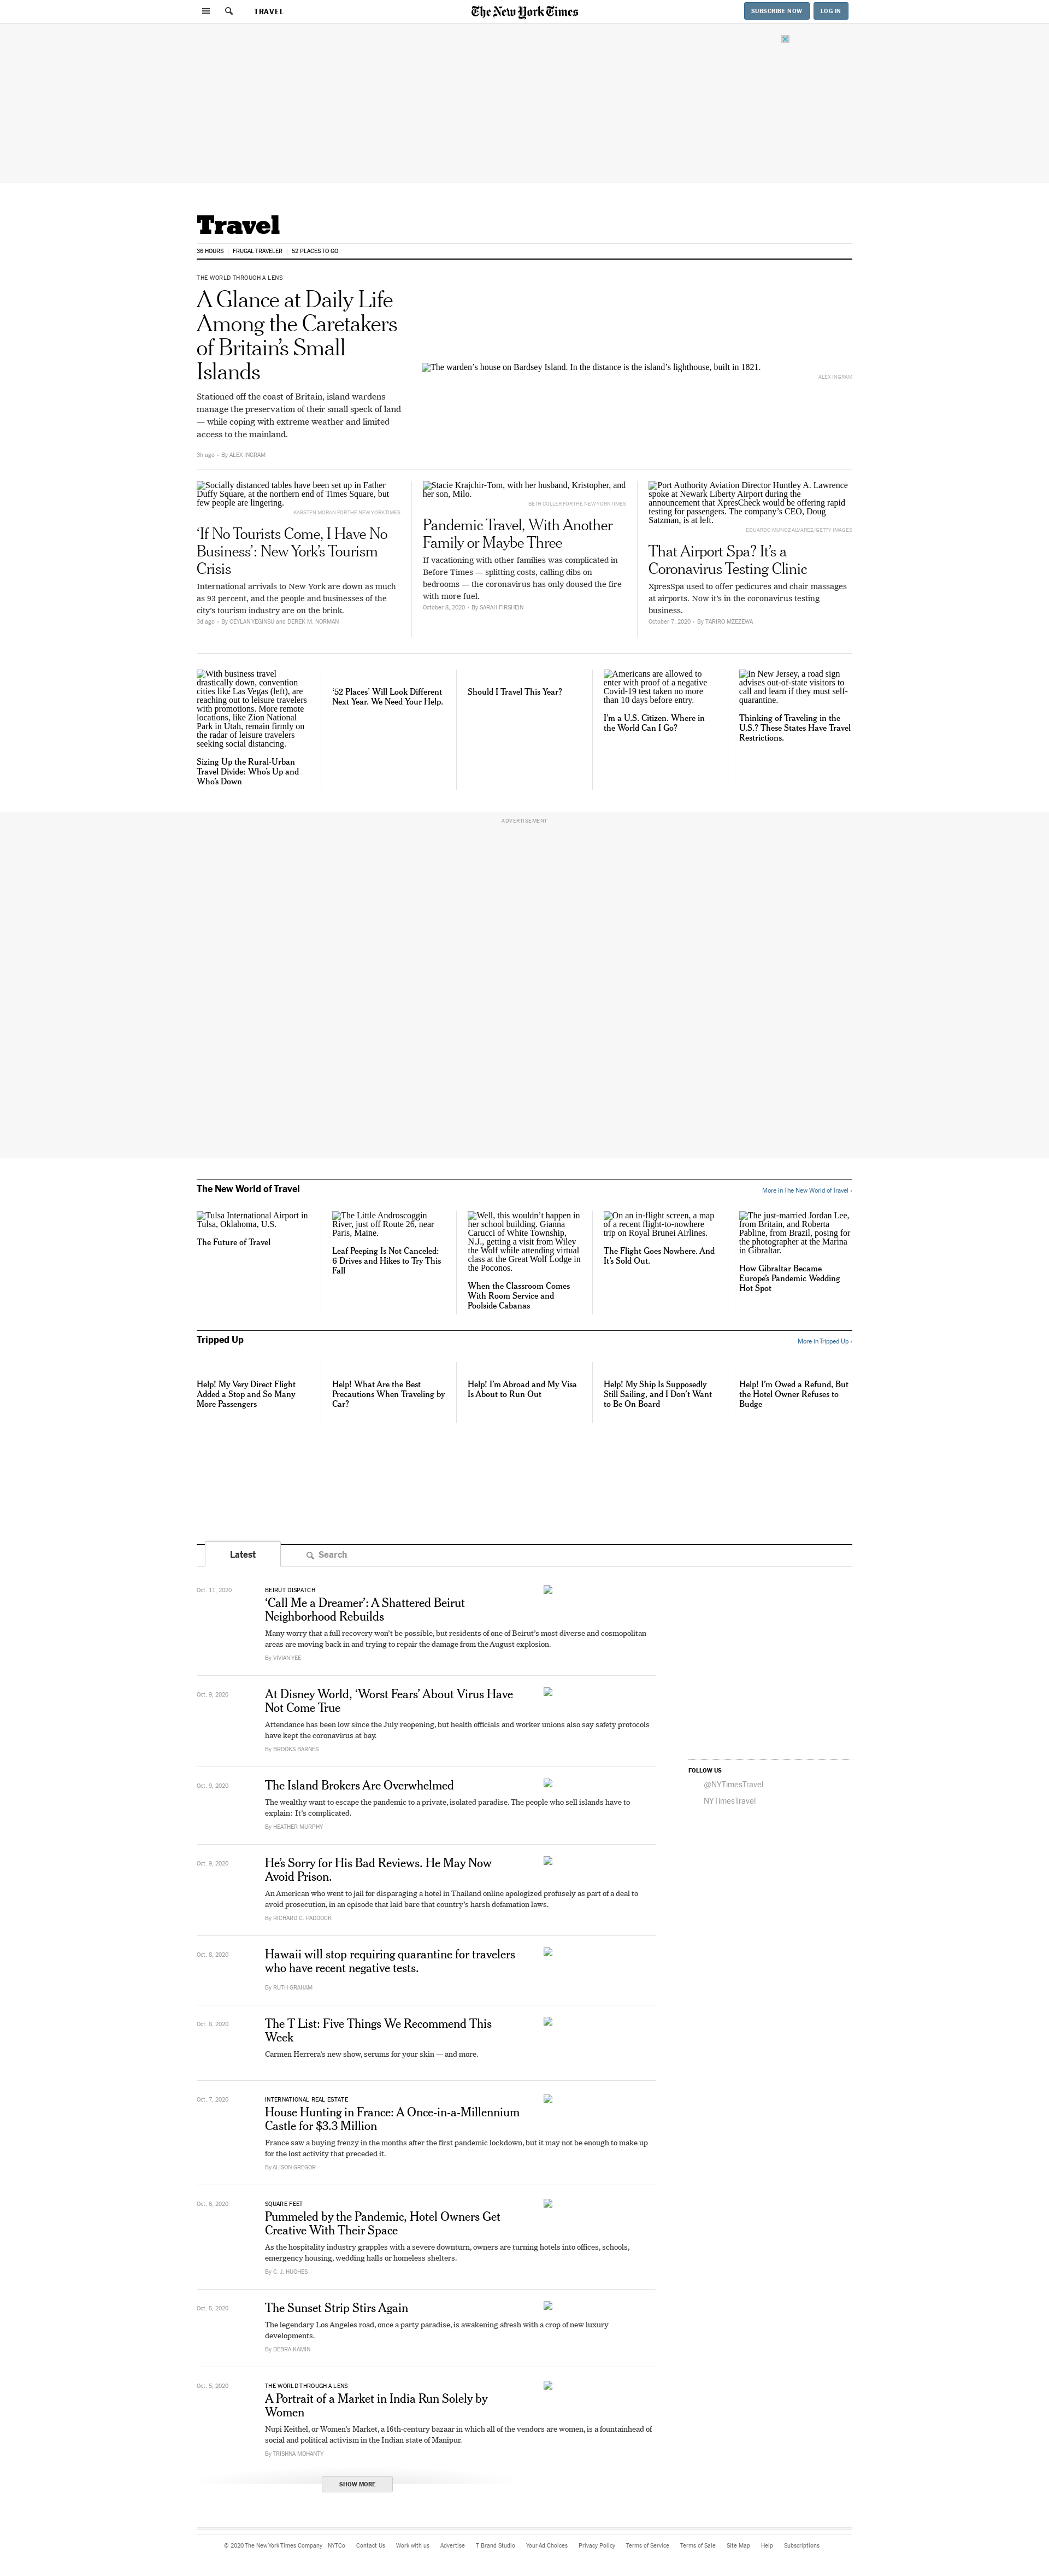 TRAVEL
The New York Times
SUBSCRIBE NOW
LOG IN
Travel
36 HOURS
FRUGAL TRAVELER
52 PLACES TO GO
THE WORLD THROUGH A LENS
A Glance at Daily Life
Among the Caretakers
of Britain's Small
Islands
Stationed off the coast of Britain, island wardens
manage the preservation of their small speck of land
— while coping with extreme weather and limited
access to the mainland.
3h ago • By ALEX INGRAM
The warden's house on Bardsey Island. In the distance is the island's lighthouse, built in 1821.
ALEX INGRAM
Socially distanced tables have been set up in Father
Duffy Square, at the northern end of Times Square, but
few people are lingering.
KARSTEN MORAN FOR THE NEW YORK TIMES
'If No Tourists Come, I Have No
Business': New York's Tourism
Crisis
International arrivals to New York are down as much
as 93 percent, and the people and businesses of the
city's tourism industry are on the brink.
3d ago • By CEYLAN YEGINSU and DEREK M. NORMAN
Stacie Krajchir-Tom, with her husband, Kristopher, and
her son, Milo.
BETH COLLER FOR THE NEW YORK TIMES
Pandemic Travel, With Another
Family or Maybe Three
If vacationing with other families was complicated in
Before Times — splitting costs, calling dibs on
bedrooms — the coronavirus has only doused the fire
with more fuel.
October 8, 2020 • By SARAH FIRSHEIN
Port Authority Aviation Director Huntley A. Lawrence
spoke at Newark Liberty Airport during the
announcement that XpresCheck would be offering rapid
testing for passengers. The company's CEO, Doug
Satzman, is at left.
EDUARDO MUNOZ ALVAREZ/GETTY IMAGES
That Airport Spa? It's a
Coronavirus Testing Clinic
XpresSpa used to offer pedicures and chair massages
at airports. Now it's in the coronavirus testing
business.
October 7, 2020 • By TARIRO MZEZEWA
With business travel
drastically down, convention
cities like Las Vegas (left), are
reaching out to leisure travelers
with promotions. More remote
locations, like Zion National
Park in Utah, remain firmly on
the radar of leisure travelers
seeking social distancing.
Sizing Up the Rural-Urban
Travel Divide: Who's Up and
Who's Down
'52 Places' Will Look Different
Next Year. We Need Your Help.
Should I Travel This Year?
Americans are allowed to
enter with proof of a negative
Covid-19 test taken no more
than 10 days before entry.
I'm a U.S. Citizen. Where in
the World Can I Go?
In New Jersey, a road sign
advises out-of-state visitors to
call and learn if they must self-
quarantine.
Thinking of Traveling in the
U.S.? These States Have Travel
Restrictions.
ADVERTISEMENT
The New World of Travel
More in The New World of Travel ›
Tulsa International Airport in
Tulsa, Oklahoma, U.S.
The Future of Travel
The Little Androscoggin
River, just off Route 26, near
Paris, Maine.
Leaf Peeping Is Not Canceled:
6 Drives and Hikes to Try This
Fall
Well, this wouldn't happen in
her school building. Gianna
Carucci of White Township,
N.J., getting a visit from Wiley
the Wolf while attending virtual
class at the Great Wolf Lodge in
the Poconos.
When the Classroom Comes
With Room Service and
Poolside Cabanas
On an in-flight screen, a map
of a recent flight-to-nowhere
trip on Royal Brunei Airlines.
The Flight Goes Nowhere. And
It's Sold Out.
The just-married Jordan Lee,
from Britain, and Roberta
Pabline, from Brazil, posing for
the photographer at the Marina
in Gibraltar.
How Gibraltar Became
Europe's Pandemic Wedding
Hot Spot
Tripped Up
More in Tripped Up ›
Help! My Very Direct Flight
Added a Stop and So Many
More Passengers
Help! What Are the Best
Precautions When Traveling by
Car?
Help! I'm Abroad and My Visa
Is About to Run Out
Help! My Ship Is Supposedly
Still Sailing, and I Don't Want
to Be On Board
Help! I'm Owed a Refund, But
the Hotel Owner Refuses to
Budge
Latest
Search
Oct. 11, 2020
BEIRUT DISPATCH
'Call Me a Dreamer': A Shattered Beirut
Neighborhood Rebuilds
Many worry that a full recovery won't be possible, but residents of one of Beirut's most diverse and cosmopolitan
areas are moving back in and trying to repair the damage from the August explosion.
By VIVIAN YEE
Oct. 9, 2020
At Disney World, 'Worst Fears' About Virus Have
Not Come True
Attendance has been low since the July reopening, but health officials and worker unions also say safety protocols
have kept the coronavirus at bay.
By BROOKS BARNES
Oct. 9, 2020
The Island Brokers Are Overwhelmed
The wealthy want to escape the pandemic to a private, isolated paradise. The people who sell islands have to
explain: It's complicated.
By HEATHER MURPHY
FOLLOW US
@NYTimesTravel
NYTimesTravel
Oct. 9, 2020
He's Sorry for His Bad Reviews. He May Now
Avoid Prison.
An American who went to jail for disparaging a hotel in Thailand online apologized profusely as part of a deal to
avoid prosecution, in an episode that laid bare that country's harsh defamation laws.
By RICHARD C. PADDOCK
Oct. 8, 2020
Hawaii will stop requiring quarantine for travelers
who have recent negative tests.
By RUTH GRAHAM
Oct. 8, 2020
The T List: Five Things We Recommend This
Week
Carmen Herrera's new show, serums for your skin — and more.
Oct. 7, 2020
INTERNATIONAL REAL ESTATE
House Hunting in France: A Once-in-a-Millennium
Castle for $3.3 Million
France saw a buying frenzy in the months after the first pandemic lockdown, but it may not be enough to make up
for the lost activity that preceded it.
By ALISON GREGOR
Oct. 6, 2020
SQUARE FEET
Pummeled by the Pandemic, Hotel Owners Get
Creative With Their Space
As the hospitality industry grapples with a severe downturn, owners are turning hotels into offices, schools,
emergency housing, wedding halls or homeless shelters.
By C. J. HUGHES
Oct. 5, 2020
The Sunset Strip Stirs Again
The legendary Los Angeles road, once a party paradise, is awakening afresh with a crop of new luxury
developments.
By DEBRA KAMIN
Oct. 5, 2020
THE WORLD THROUGH A LENS
A Portrait of a Market in India Run Solely by
Women
Nupi Keithel, or Women's Market, a 16th-century bazaar in which all of the vendors are women, is a fountainhead of
social and political activism in the Indian state of Manipur.
By TRISHNA MOHANTY
SHOW MORE
© 2020 The New York Times Company
NYTCo
Contact Us
Work with us
Advertise
T Brand Studio
Your Ad Choices
Privacy Policy
Terms of Service
Terms of Sale
Site Map
Help
Subscriptions